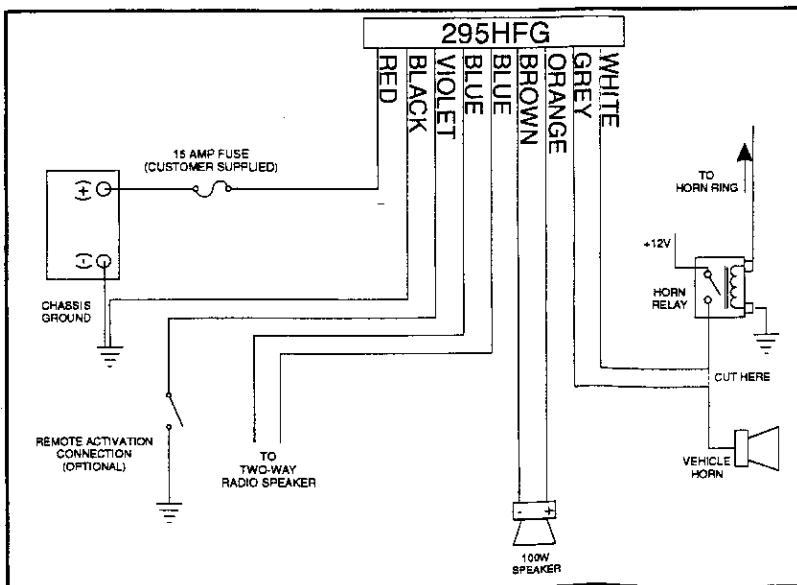 295HFG
RED
BLACK
VIOLET
BLUE
BLUE
BROWN
ORANGE
GREY
WHITE
15 AMP FUSE
(CUSTOMER SUPPLIED)
(+)
(-)
CHASSIS
GROUND
REMOTE ACTIVATION
CONNECTION
(OPTIONAL)
TO
TWO-WAY
RADIO SPEAKER
- +
100W
SPEAKER
TO
HORN RING
+12V
HORN
RELAY
CUT HERE
VEHICLE
HORN